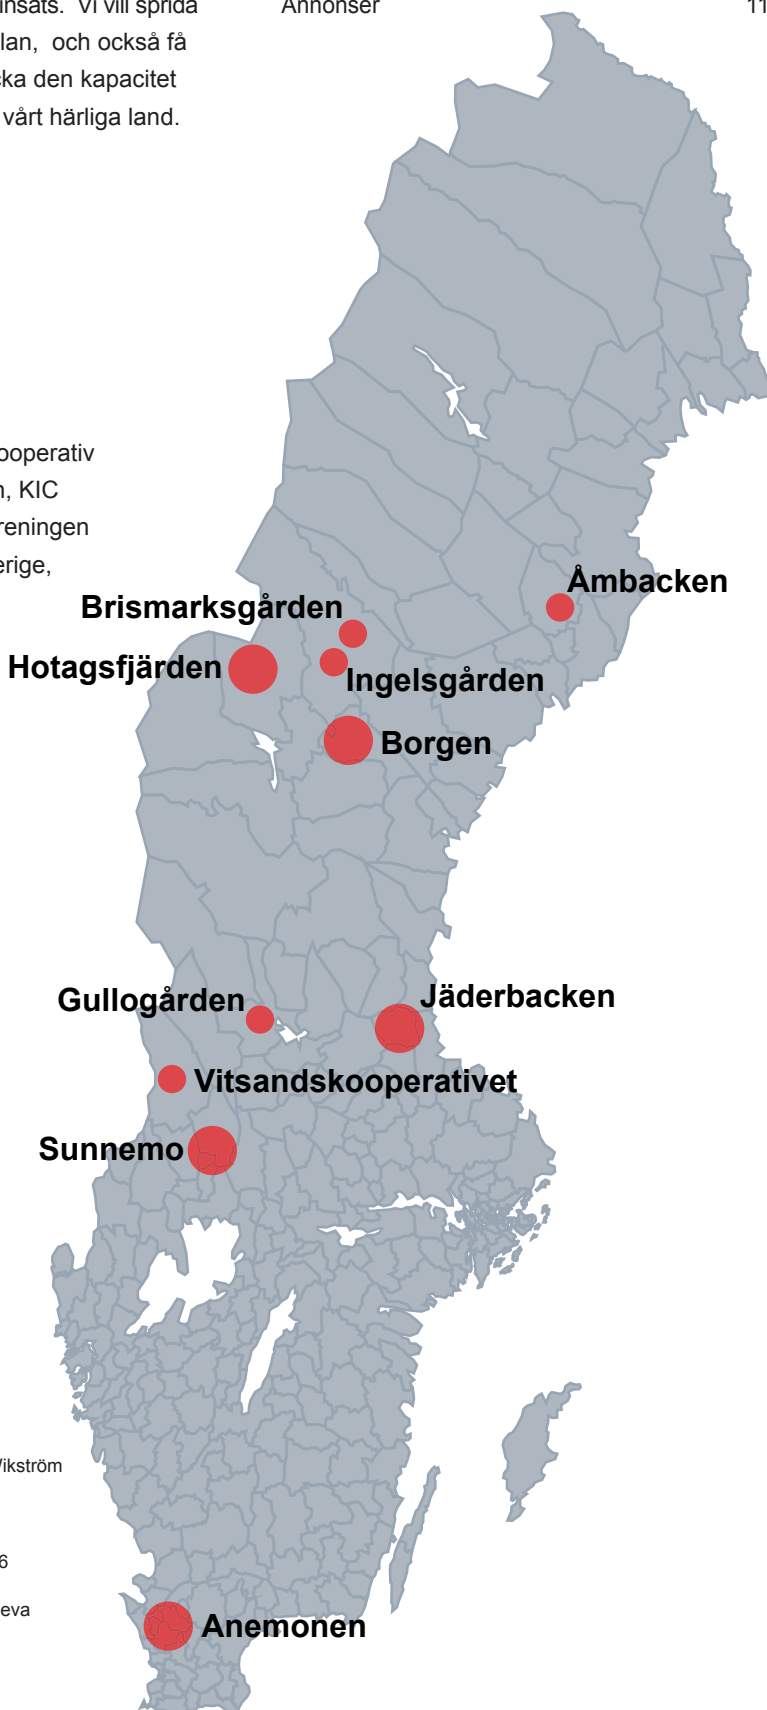 insats. Vi vill sprida
Annonser
11
lan, och också få
ka den kapacitet
vårt härliga land.
ooperativ
n, KIC
reningen
erige,
Åmbacken
Brismarksgården
Hotagsfjärden
Ingelsgården
Borgen
Gullogården
Jäderbacken
Vitsandskooperativet
Sunnemo
Wikström
6
eva
Anemonen